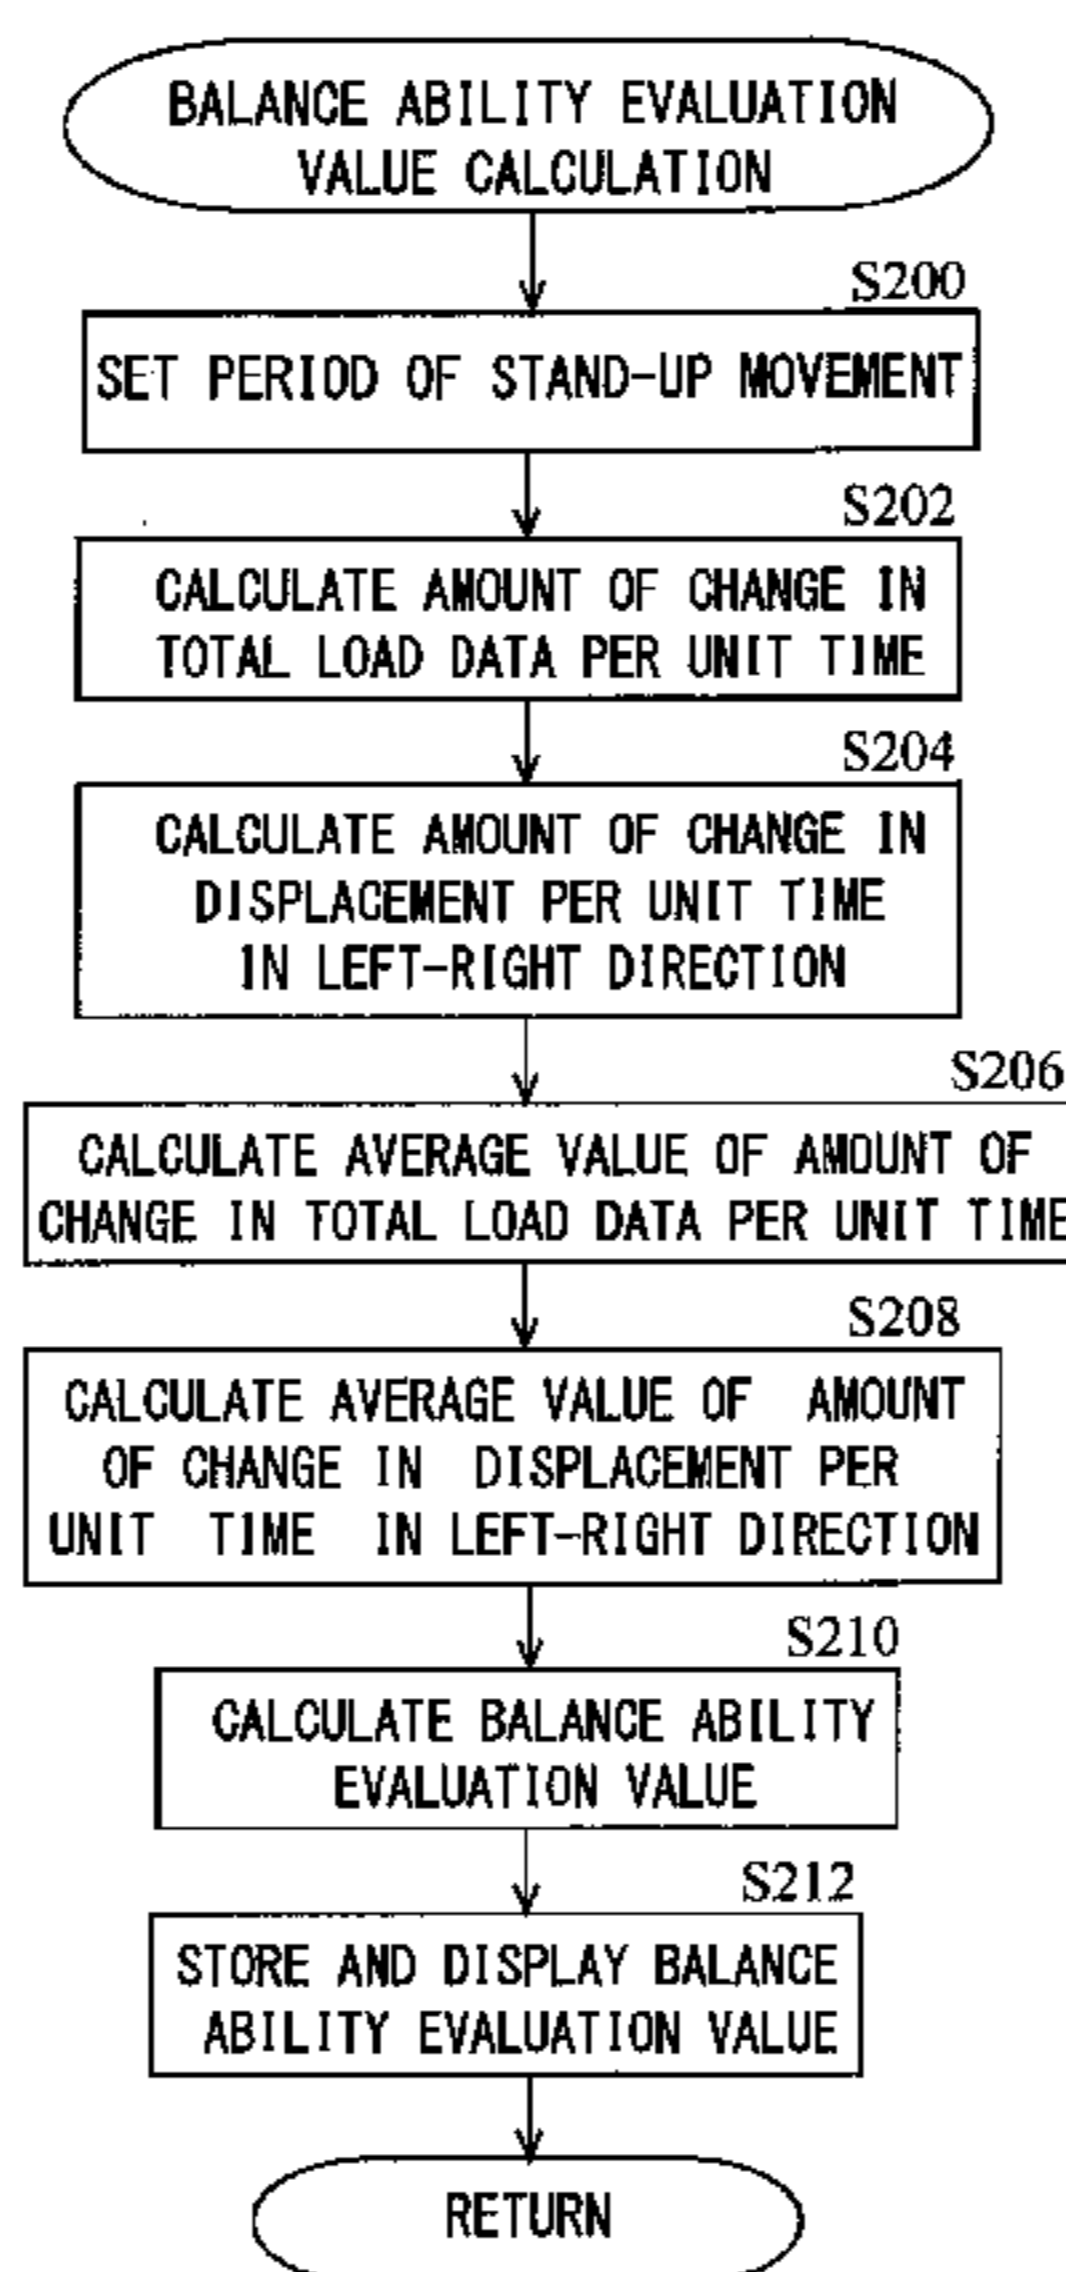 BALANCE ABILITY EVALUATION
VALUE CALCULATION
S200
SET PERIOD OF STAND-UP MOVEMENT
S202
CALCULATE AMOUNT OF CHANGE IN
TOTAL LOAD DATA PER UNIT TIME
S204
CALCULATE AMOUNT OF CHANGE IN
DISPLACEMENT PER UNIT TIME
IN LEFT-RIGHT DIRECTION
S206
CALCULATE AVERAGE VALUE OF AMOUNT OF
CHANGE IN TOTAL LOAD DATA PER UNIT TIME
S208
CALCULATE AVERAGE VALUE OF AMOUNT
OF CHANGE IN DISPLACEMENT PER
UNIT TIME IN LEFT-RIGHT DIRECTION
S210
CALCULATE BALANCE ABILITY
EVALUATION VALUE
S212
STORE AND DISPLAY BALANCE
ABILITY EVALUATION VALUE
RETURN